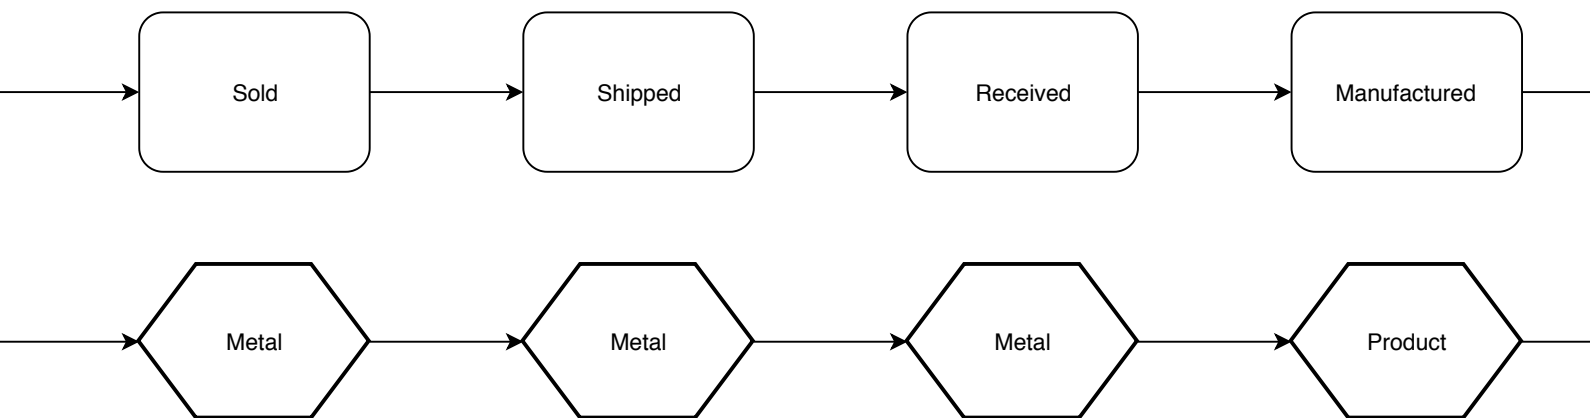 Sold
Shipped
Received
Manufactured
Metal
Metal
Metal
Product